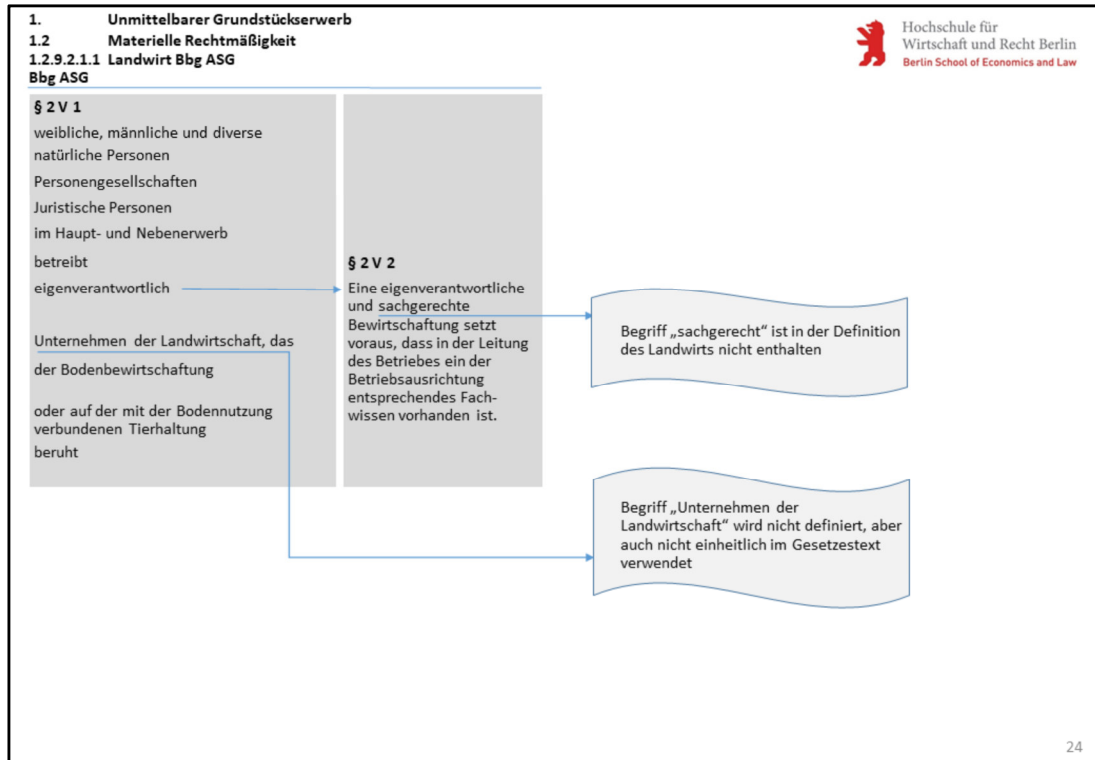 1. Unmittelbarer Grundstückserwerb
1.2 Materielle Rechtmäßigkeit
1.2.9.2.1.1 Landwirt Bbg ASG
Bbg ASG
Hochschule für
Wirtschaft und Recht Berlin
Berlin School of Economics and Law
§ 2 V 1
weibliche, männliche und diverse
natürliche Personen
Personengesellschaften
Juristische Personen
im Haupt- und Nebenerwerb
betreibt
eigenverantwortlich
Unternehmen der Landwirtschaft, das
der Bodenbewirtschaftung
oder auf der mit der Bodennutzung
verbundenen Tierhaltung
beruht
§ 2 V 2
Eine eigenverantwortliche
und sachgerechte
Bewirtschaftung setzt
voraus, dass in der Leitung
des Betriebes ein der
Betriebsausrichtung
entsprechendes Fach-
wissen vorhanden ist.
Begriff „sachgerecht“ ist in der Definition
des Landwirts nicht enthalten
Begriff „Unternehmen der
Landwirtschaft“ wird nicht definiert, aber
auch nicht einheitlich im Gesetzestext
verwendet
24